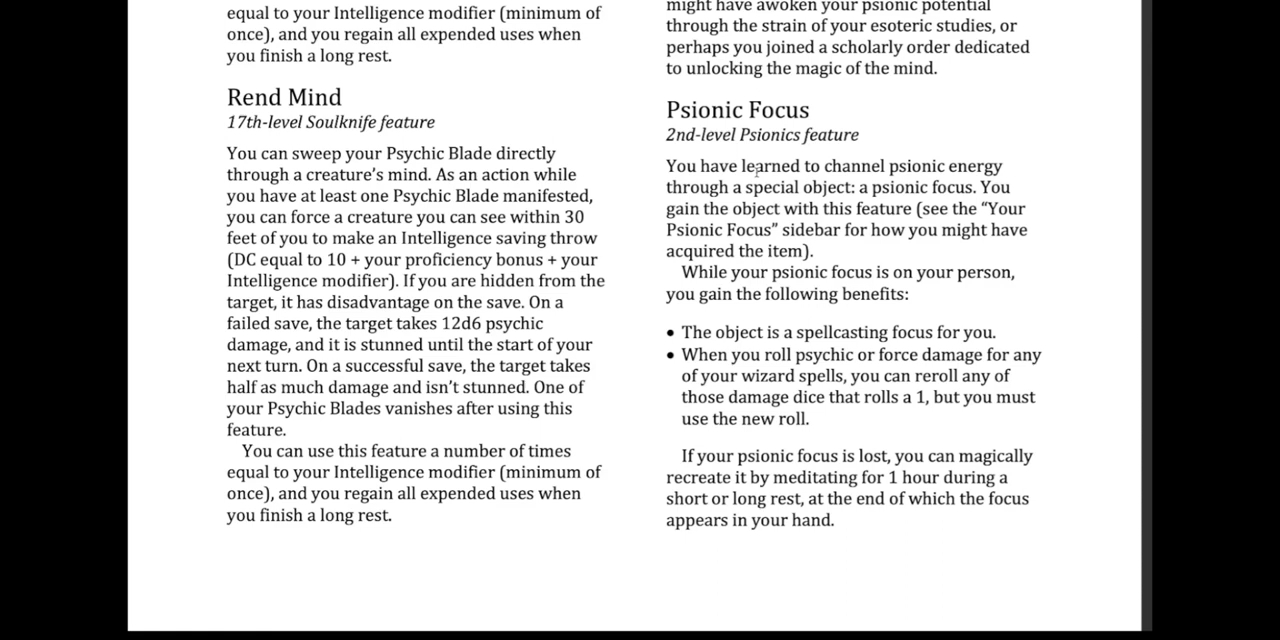 equal to your Intelligence modifier (minimum of
once), and you regain all expended uses when
you finish a long rest.
Rend Mind
17th-level Soulknife feature
You can sweep your Psychic Blade directly
through a creature's mind. As an action while
you have at least one Psychic Blade manifested,
you can force a creature you can see within 30
feet of you to make an Intelligence saving throw
(DC equal to 10 + your proficiency bonus + your
Intelligence modifier). If you are hidden from the
target, it has disadvantage on the save. On a
failed save, the target takes 12d6 psychic
damage, and it is stunned until the start of your
next turn. On a successful save, the target takes
half as much damage and isn't stunned. One of
your Psychic Blades vanishes after using this
feature.
You can use this feature a number of times
equal to your Intelligence modifier (minimum of
once), and you regain all expended uses when
you finish a long rest.
might have awoken your psionic potential
through the strain of your esoteric studies, or
perhaps you joined a scholarly order dedicated
to unlocking the magic of the mind.
Psionic Focus
2nd-level Psionics feature
You have learned to channel psionic energy
through a special object: a psionic focus. You
gain the object with this feature (see the “Your
Psionic Focus” sidebar for how you might have
acquired the item).
While your psionic focus is on your person,
you gain the following benefits:
• The object is a spellcasting focus for you.
• When you roll psychic or force damage for any
of your wizard spells, you can reroll any of
those damage dice that rolls a 1, but you must
use the new roll.
If your psionic focus is lost, you can magically
recreate it by meditating for 1 hour during a
short or long rest, at the end of which the focus
appears in your hand.